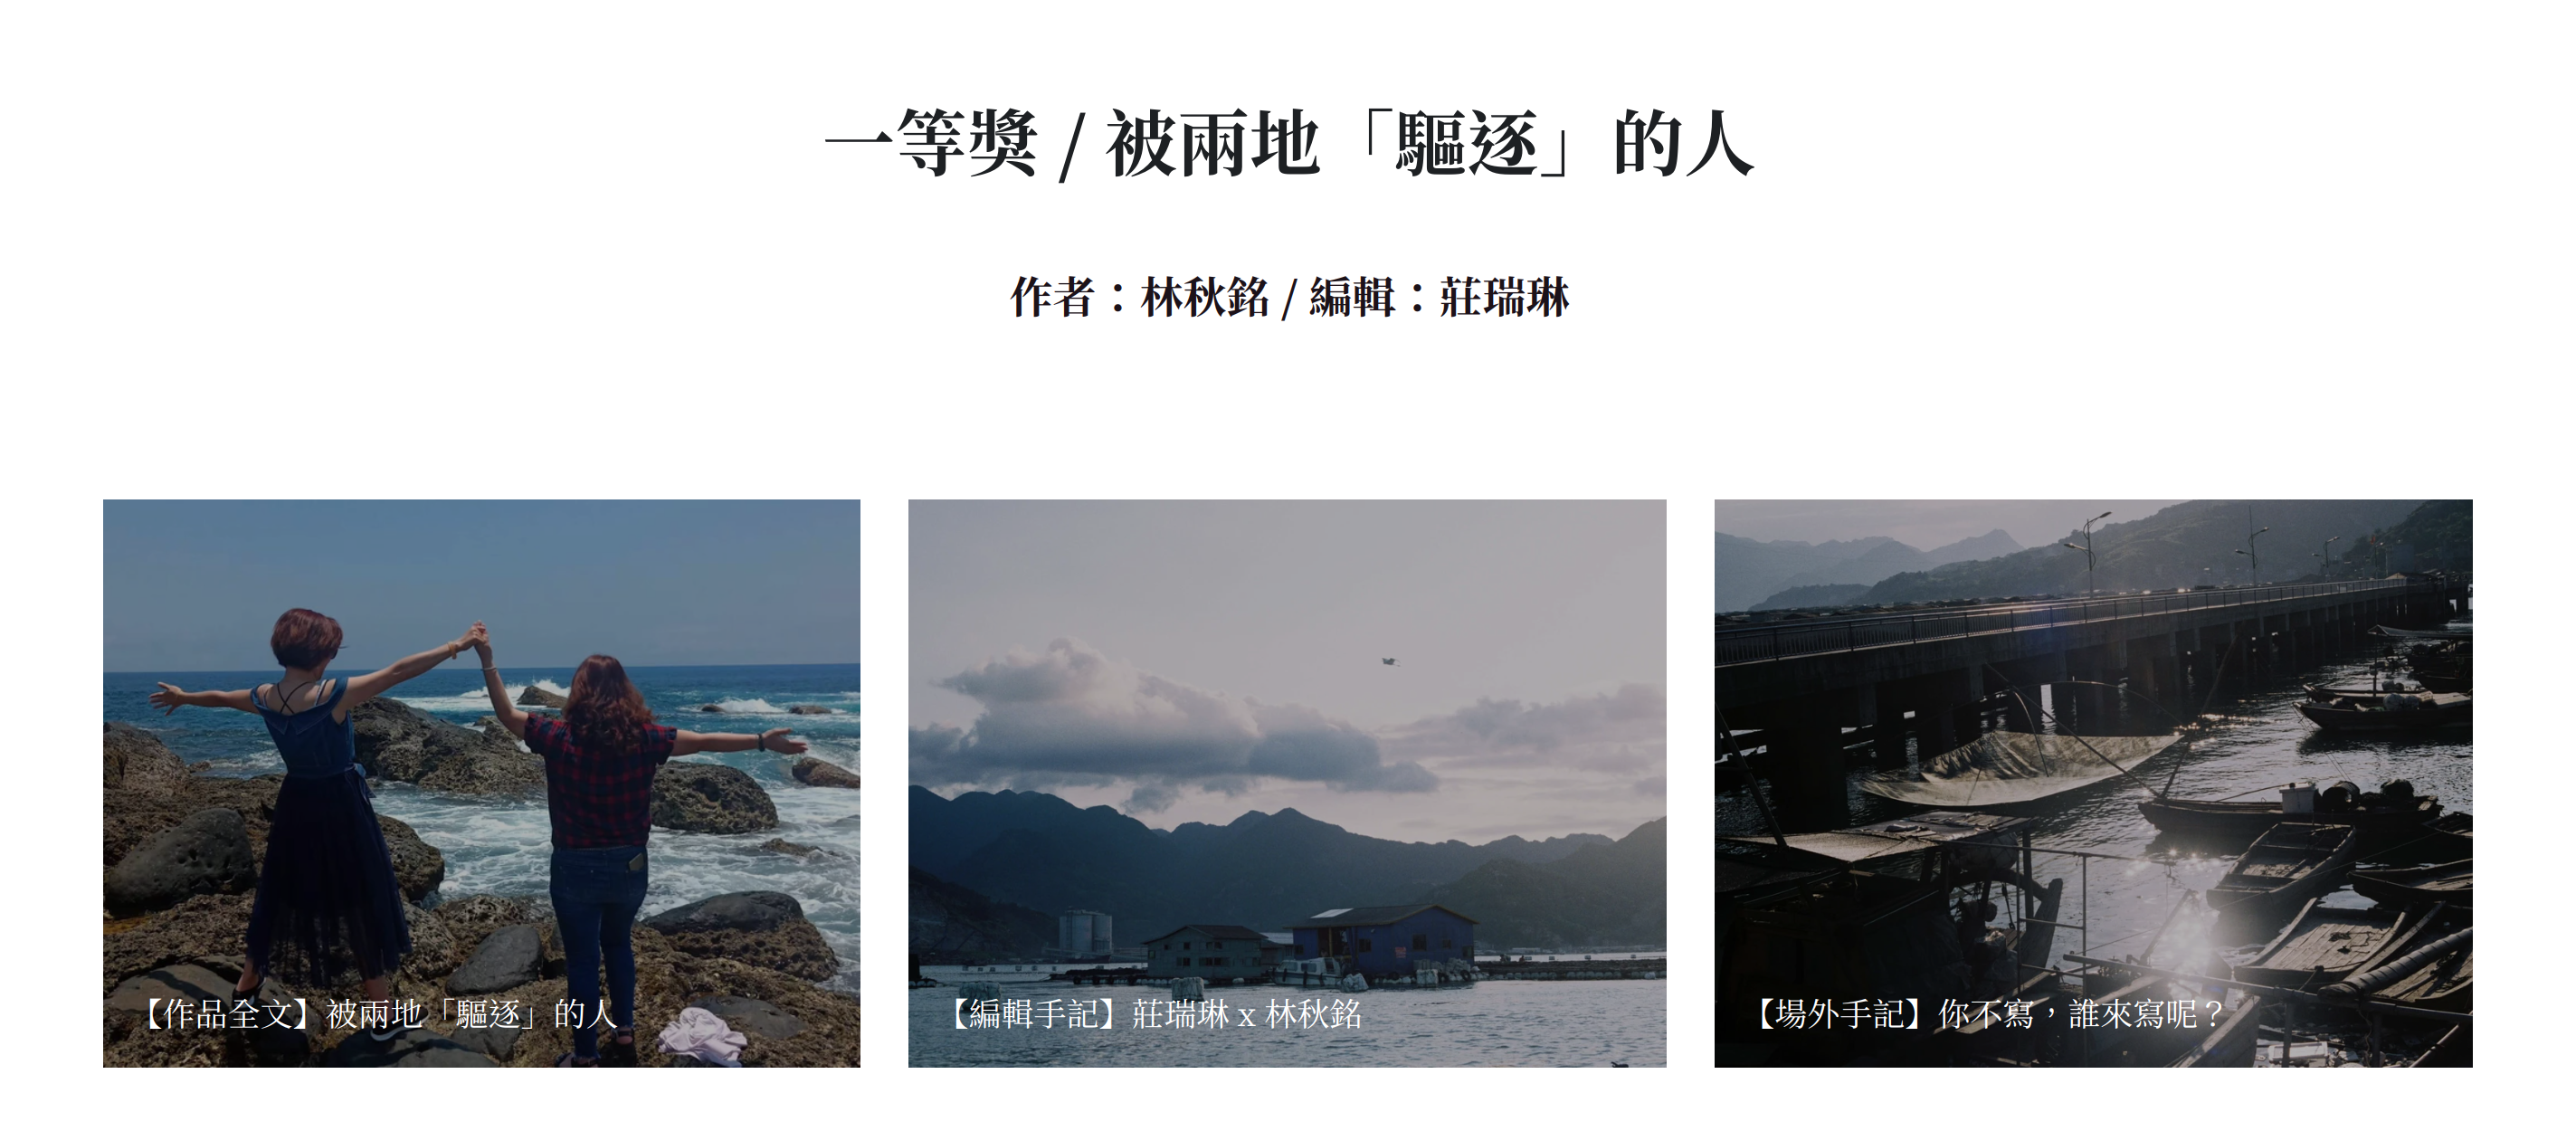 一等獎 / 被兩地「驅逐」的人
作者：林秋銘 / 編輯：莊瑞琳
【作品全文】被兩地「驅逐」的人
【編輯手記】莊瑞琳 x 林秋銘
【場外手記】你不寫，誰來寫呢？